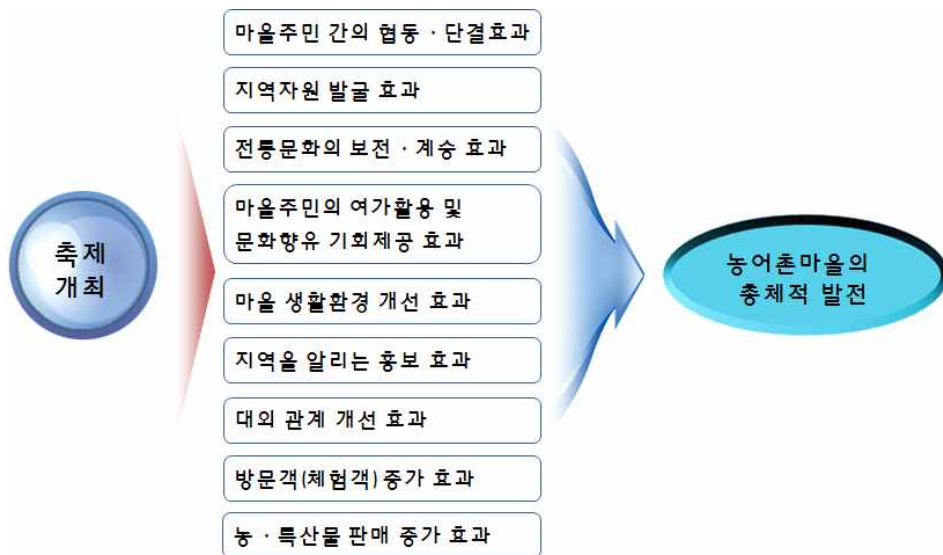 마을주민 간의 협동 · 단결효과
지역자원 발굴 효과
전통문화의 보전 · 계승 효과
마을주민의 여가활용 및
문화향유 기회제공 효과
마을 생활환경 개선 효과
지역을 알리는 홍보 효과
대외 관계 개선 효과
방문객(체험객) 증가 효과
농 · 특산물 판매 증가 효과
축제
개최
농어촌마을의
총체적 발전